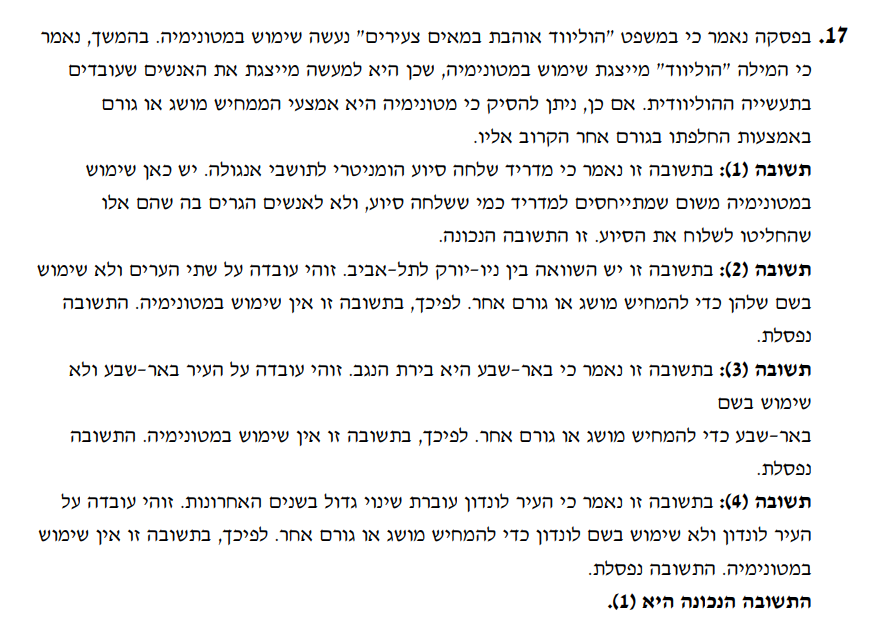 17. בפסקה נאמר כי במשפט "הוליווד אוהבת במאים צעירים" נעשה שימוש במטונימיה. בהמשך, נאמר
כי המילה "הוליווד" מייצגת שימוש במטונימיה, שכן היא למעשה מייצגת את האנשים שעובדים
בתעשייה ההוליוודית. אם כן, ניתן להסיק כי מטונימיה היא אמצעי הממחיש מושג או גורם
באמצעות החלפתו בגורם אחר הקרוב אליו.
תשובה (1): בתשובה זו נאמר כי מדריד שלחה סיוע הומניטרי לתושבי אנגולה. יש כאן שימוש
במטונימיה משום שמתייחסים למדריד כמי ששלחה סיוע, ולא לאנשים הגרים בה שהם אלו
שהחליטו לשלוח את הסיוע. זו התשובה הנכונה.
תשובה (2): בתשובה זו יש השוואה בין ניו-יורק לתל-אביב. זוהי עובדה על שתי הערים ולא שימוש
בשם שלהן כדי להמחיש מושג או גורם אחר. לפיכך, בתשובה זו אין שימוש במטונימיה. התשובה
נפסלת.
תשובה (3): בתשובה זו נאמר כי באר-שבע היא בירת הנגב. זוהי עובדה על העיר באר-שבע ולא
שימוש בשם
באר-שבע כדי להמחיש מושג או גורם אחר. לפיכך, בתשובה זו אין שימוש במטונימיה. התשובה
נפסלת.
תשובה (4): בתשובה זו נאמר כי העיר לונדון עוברת שינוי גדול בשנים האחרונות. זוהי עובדה על
העיר לונדון ולא שימוש בשם לונדון כדי להמחיש מושג או גורם אחר. לפיכך, בתשובה זו אין שימוש
במטונימיה. התשובה נפסלת.
התשובה הנכונה היא (1).